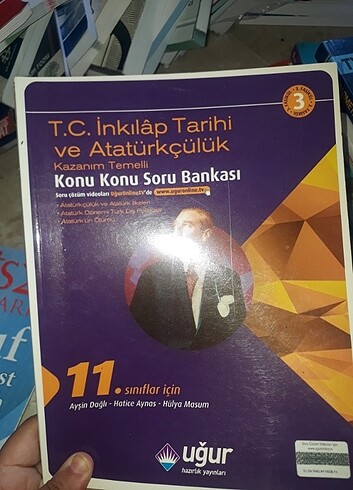 3
T.C. İnkılâp Tarihi
ve Atatürkçülük
Kazanım Temelli
Konu Konu Soru Bankası
Soru çözüm videoları uguronlinetv'de www.uguronline.tv
• Atatürkçülük ve Atatürk İlkeleri
• Atatürk Dönemi Türk Dış Politikası
• Atatürk'ün Ölümü
11. sınıflar için
Ayşin Dağlı - Hatice Aynas - Hülya Masum
uğur
hazırlık yayınları